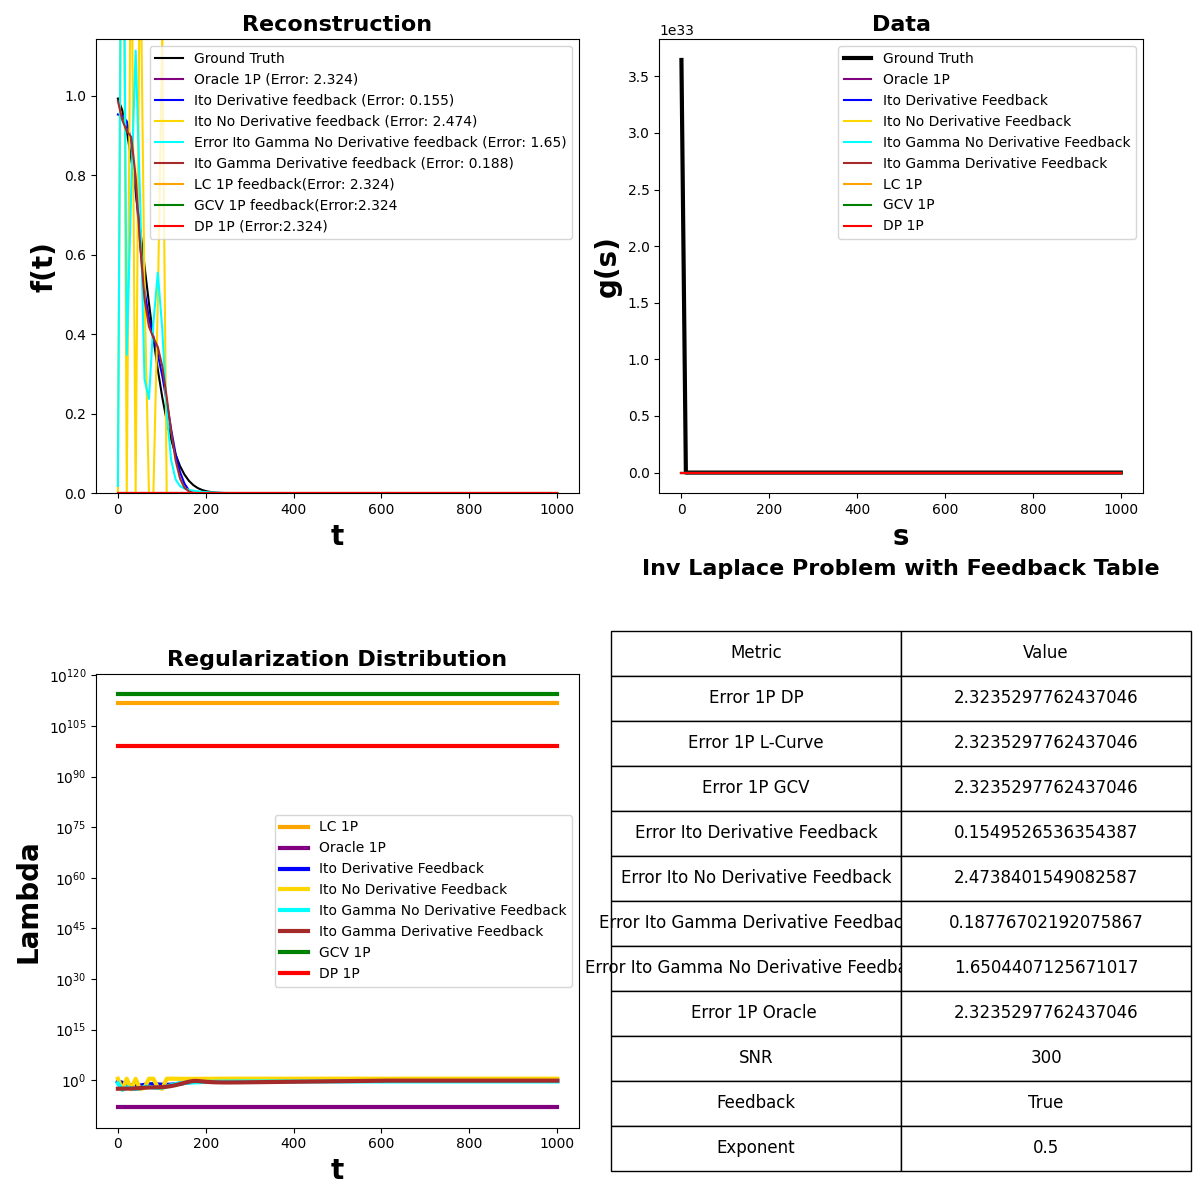 Reconstruction
1.0
0.8
0.6
0.4
0.2
0.0
f(t)
Ground Truth
Oracle 1P (Error: 2.324)
Ito Derivative feedback (Error: 0.155)
Ito No Derivative feedback (Error: 2.474)
Error Ito Gamma No Derivative feedback (Error: 1.65)
Ito Gamma Derivative feedback (Error: 0.188)
LC 1P feedback(Error: 2.324)
GCV 1P feedback(Error:2.324
DP 1P (Error:2.324)
0 200 400 600 800 1000
t
Data
1e33
3.5
3.0
2.5
2.0
1.5
1.0
0.5
0.0
g(s)
Ground Truth
Oracle 1P
Ito Derivative Feedback
Ito No Derivative Feedback
Ito Gamma No Derivative Feedback
Ito Gamma Derivative Feedback
LC 1P
GCV 1P
DP 1P
0 200 400 600 800 1000
s
Regularization Distribution
10^120
10^105
10^90
10^75
10^60
10^45
10^30
10^15
10^0
Lambda
LC 1P
Oracle 1P
Ito Derivative Feedback
Ito No Derivative Feedback
Ito Gamma No Derivative Feedback
Ito Gamma Derivative Feedback
GCV 1P
DP 1P
0 200 400 600 800 1000
t
Inv Laplace Problem with Feedback Table
Metric Value
Error 1P DP 2.3235297762437046
Error 1P L-Curve 2.3235297762437046
Error 1P GCV 2.3235297762437046
Error Ito Derivative Feedback 0.1549526536354387
Error Ito No Derivative Feedback 2.4738401549082587
Error Ito Gamma Derivative Feedbac 0.18776702192075867
Error Ito Gamma No Derivative Feedba 1.6504407125671017
Error 1P Oracle 2.3235297762437046
SNR 300
Feedback True
Exponent 0.5